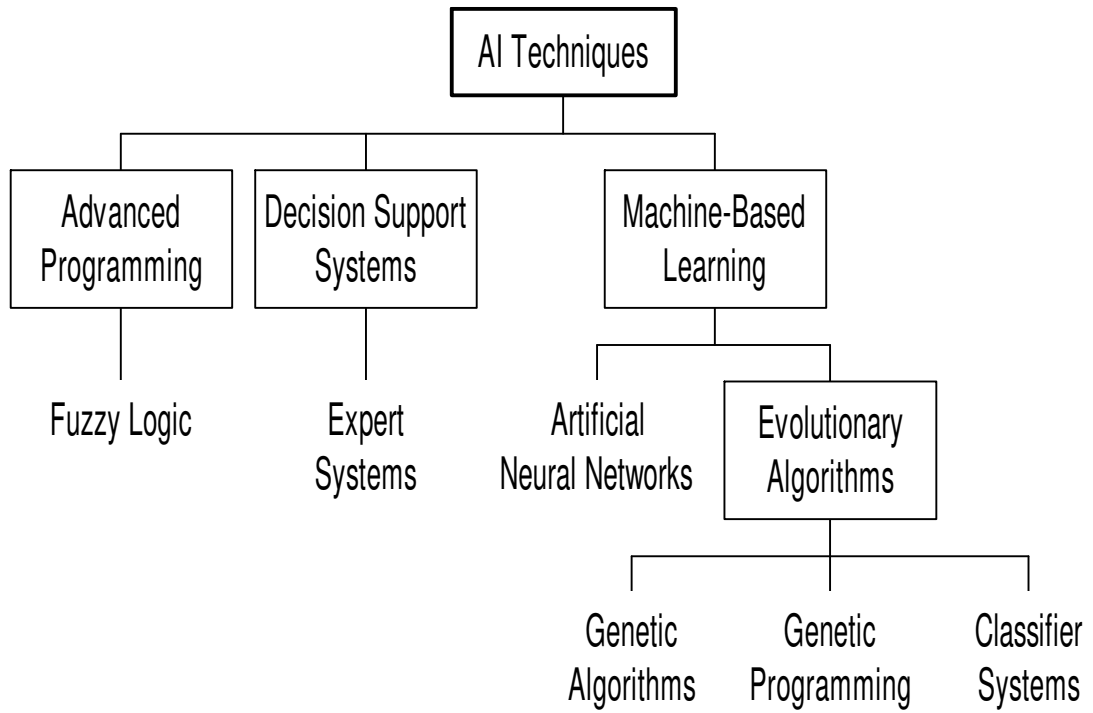 AI Techniques
Advanced
Programming
Decision Support
Systems
Machine-Based
Learning
Fuzzy Logic
Expert
Systems
Artificial
Neural Networks
Evolutionary
Algorithms
Genetic
Algorithms
Genetic
Programming
Classifier
Systems